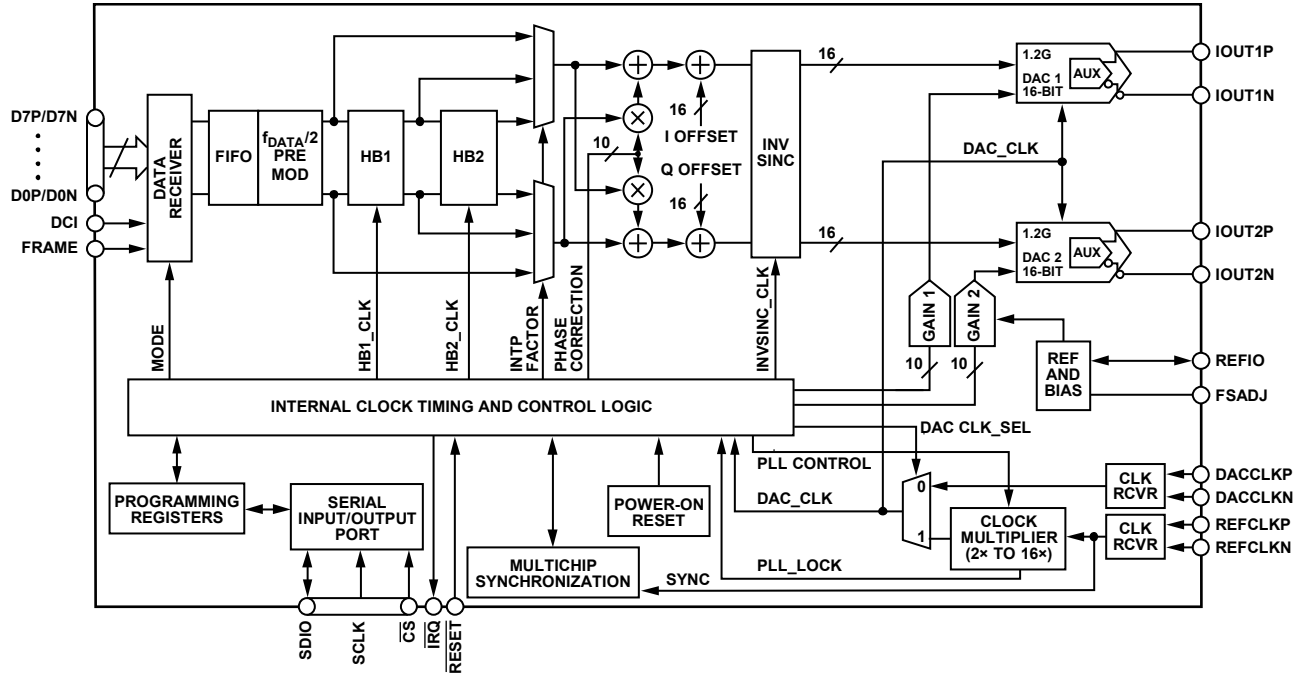 D7P/D7N
D0P/D0N
DCI
FRAME
DATA
RECEIVER
FIFO
fDATA/2
PRE
MOD
HB1
HB2
10
16
I OFFSET
Q OFFSET
16
INV
SINC
16
16
1.2G
DAC 1
16-BIT
AUX
IOUT1P
IOUT1N
DAC_CLK
1.2G
DAC 2
16-BIT
AUX
IOUT2P
IOUT2N
MODE
HB1_CLK
HB2_CLK
INTP
FACTOR
PHASE
CORRECTION
INVSINC_CLK
GAIN 1
GAIN 2
10
10
REF
AND
BIAS
REFIO
FSADJ
INTERNAL CLOCK TIMING AND CONTROL LOGIC
DAC CLK_SEL
PLL CONTROL
DAC_CLK
PLL_LOCK
0
1
CLOCK
MULTIPLIER
(2× TO 16×)
CLK
RCVR
DACCLKP
DACCLKN
CLK
RCVR
REFCLKP
REFCLKN
PROGRAMMING
REGISTERS
SERIAL
INPUT/OUTPUT
PORT
POWER-ON
RESET
MULTICHIP
SYNCHRONIZATION
SYNC
SDIO
SCLK
CS
IRQ
RESET